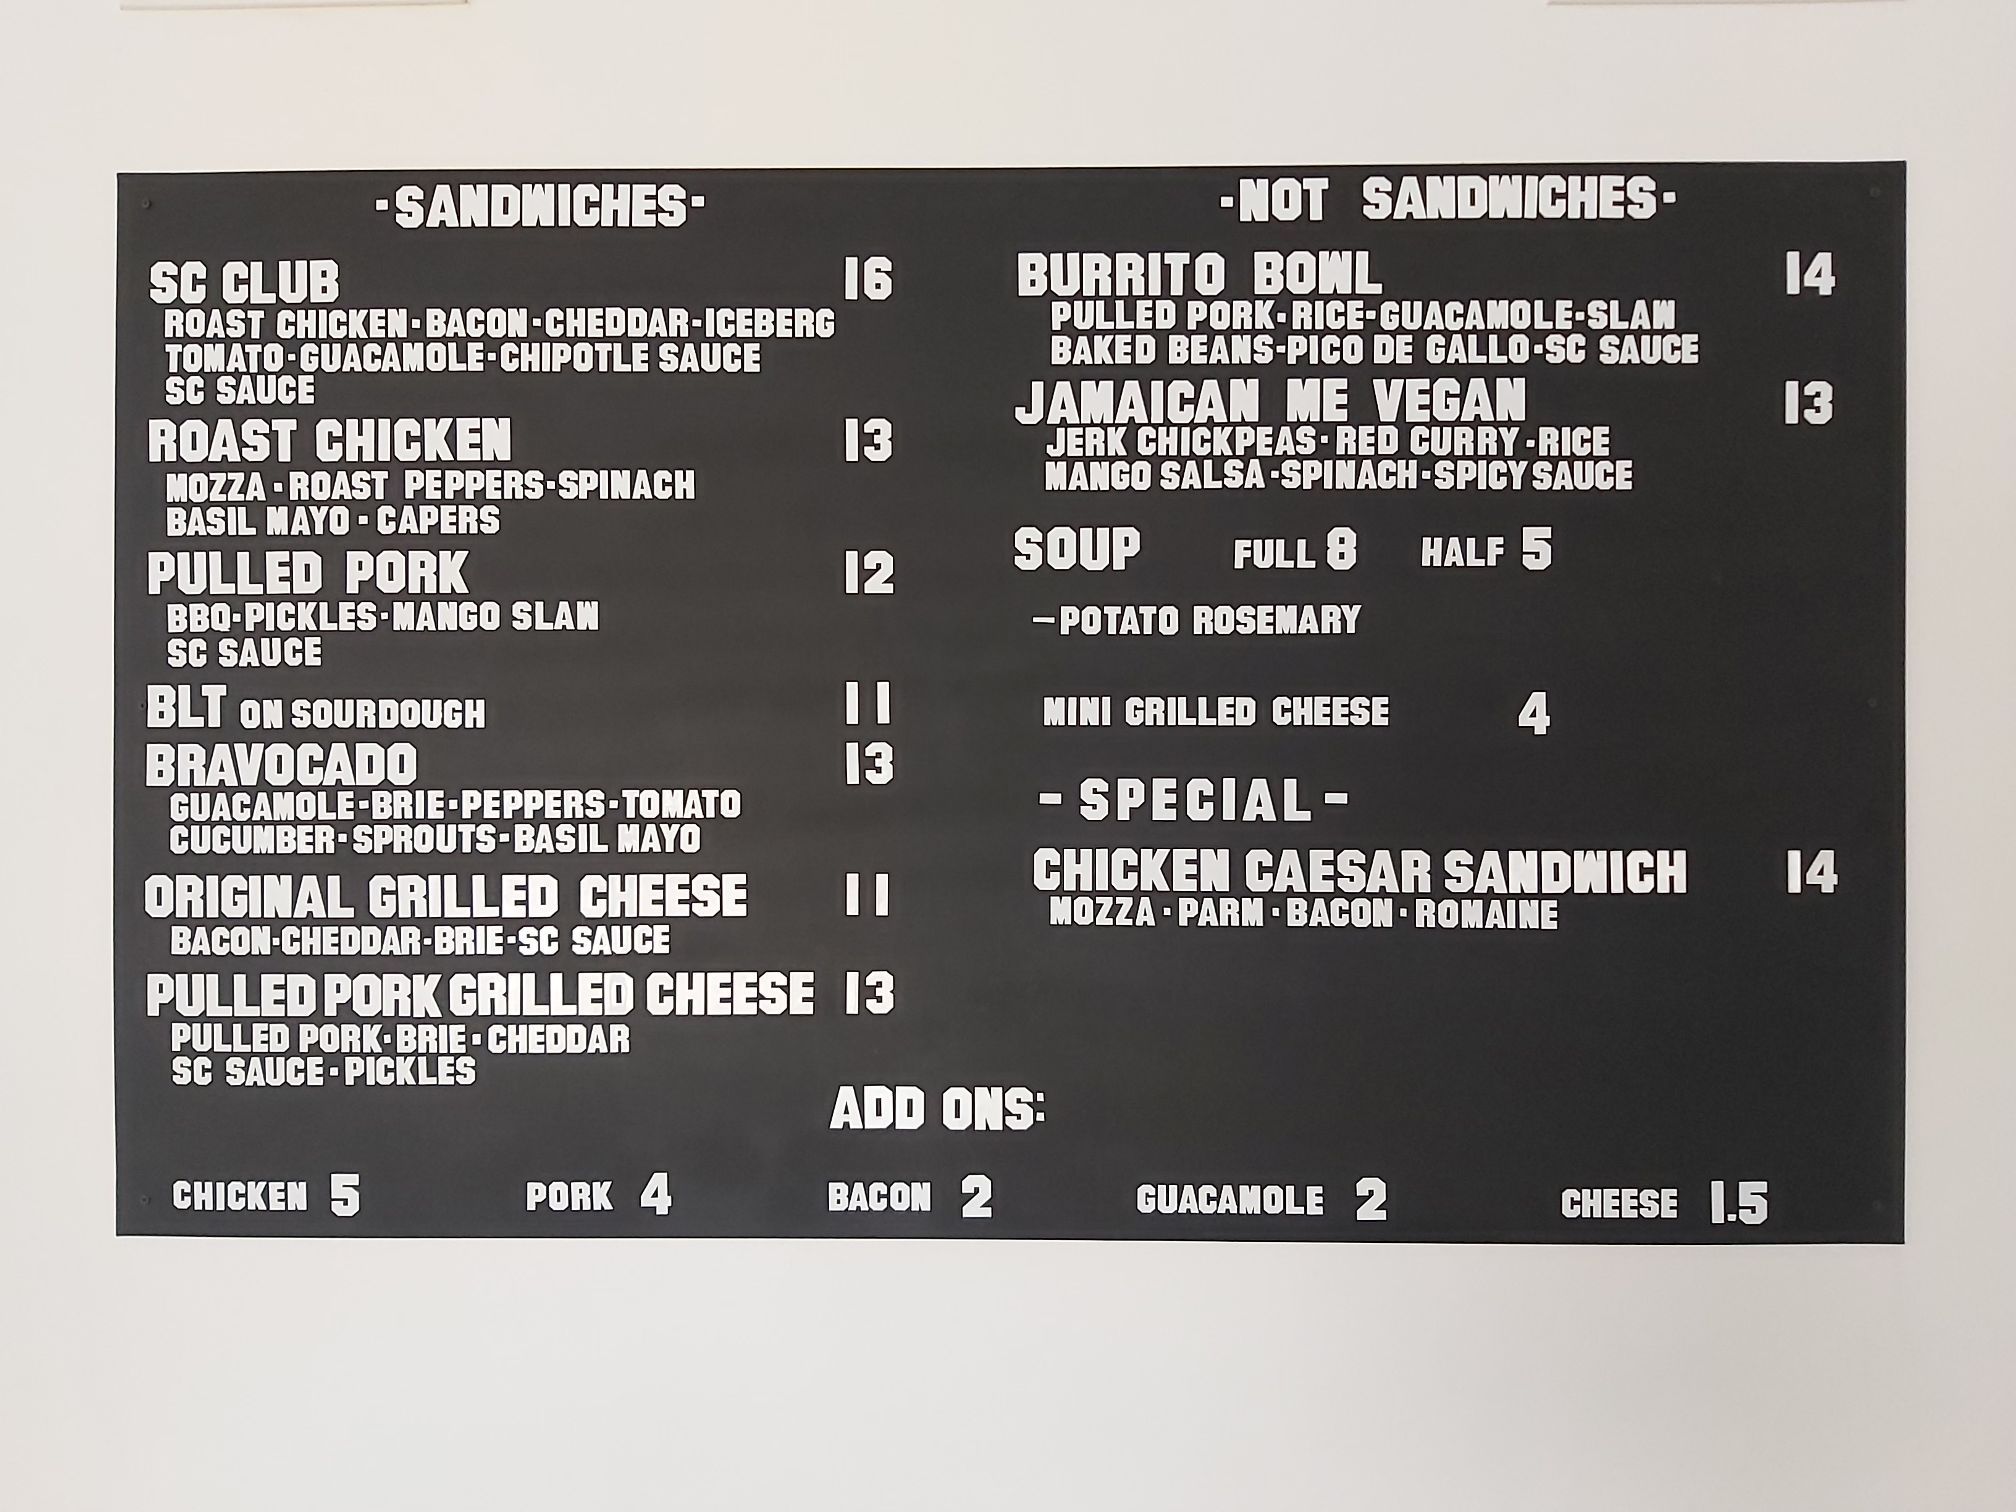 -SANDWICHES-
SC CLUB 16
ROAST CHICKEN-BACON-CHEDDAR-ICEBERG
TOMATO-GUACAMOLE-CHIPOTLE SAUCE
SC SAUCE
ROAST CHICKEN 13
MOZZA-ROAST PEPPERS-SPINACH
BASIL MAYO-CAPERS
PULLED PORK 12
BBQ-PICKLES-MANGO SLAW
SC SAUCE
BLT ON SOURDOUGH 11
BRAVOCADO 13
GUACAMOLE-BRIE-PEPPERS-TOMATO
CUCUMBER-SPROUTS-BASIL MAYO
ORIGINAL GRILLED CHEESE 11
BACON-CHEDDAR-BRIE-SC SAUCE
PULLED PORK GRILLED CHEESE 13
PULLED PORK-BRIE-CHEDDAR
SC SAUCE-PICKLES
-NOT SANDWICHES-
BURRITO BOWL 14
PULLED PORK-RICE-GUACAMOLE-SLAW
BAKED BEANS-PICO DE GALLO-SC SAUCE
JAMAICAN ME VEGAN 13
JERK CHICKPEAS-RED CURRY-RICE
MANGO SALSA-SPINACH-SPICY SAUCE
SOUP FULL 8 HALF 5
-POTATO ROSEMARY
MINI GRILLED CHEESE 4
-SPECIAL-
CHICKEN CAESAR SANDWICH 14
MOZZA-PARM-BACON-ROMAINE
ADD ONS:
CHICKEN 5 PORK 4 BACON 2 GUACAMOLE 2 CHEESE 1.5